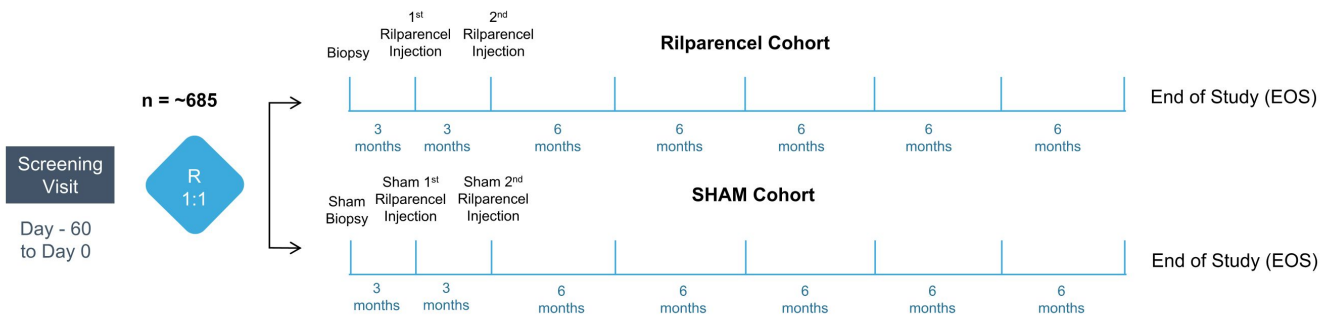 Screening
Visit
Day - 60
to Day 0
n = ~685
R
1:1
Rilparencel Cohort
Biopsy
1st
Rilparencel
Injection
2nd
Rilparencel
Injection
3
months
3
months
6
months
6
months
6
months
6
months
6
months
End of Study (EOS)
SHAM Cohort
Sham
Biopsy
Sham 1st
Rilparencel
Injection
Sham 2nd
Rilparencel
Injection
3
months
3
months
6
months
6
months
6
months
6
months
6
months
End of Study (EOS)